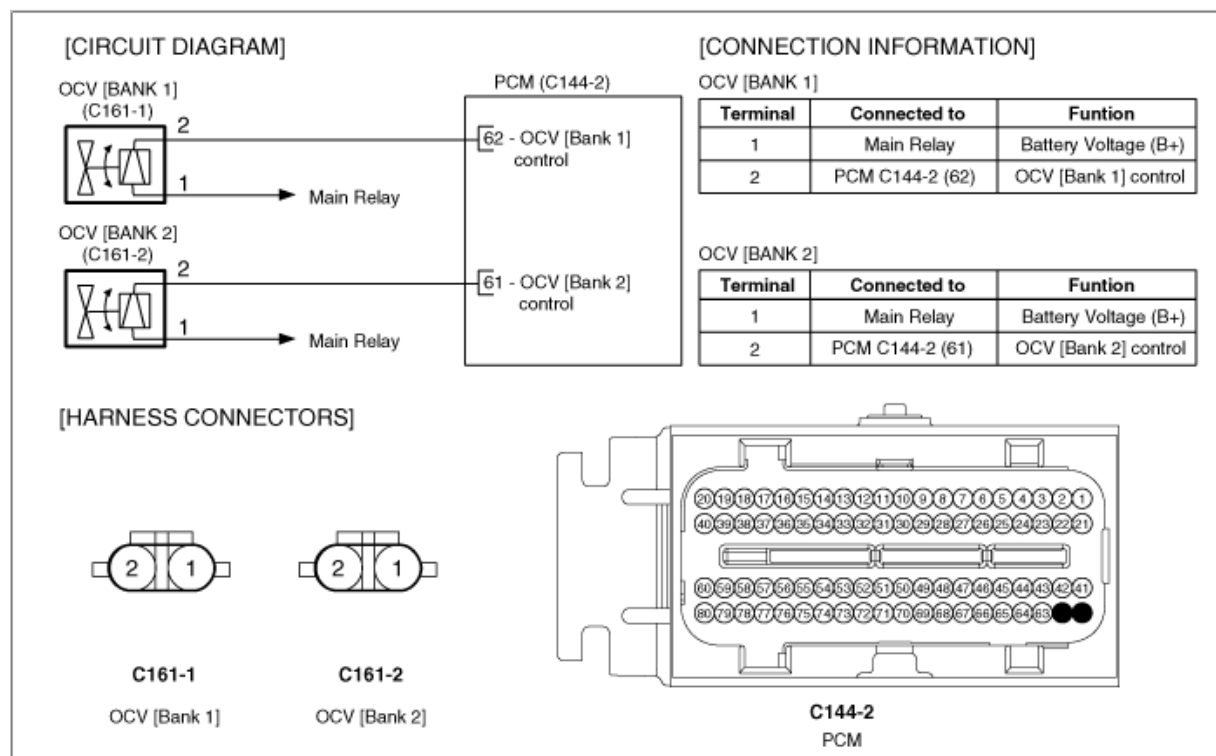 [CIRCUIT DIAGRAM]
OCV [BANK 1]
(C161-1)
2
1
Main Relay
OCV [BANK 2]
(C161-2)
2
1
Main Relay
PCM (C144-2)
62 - OCV [Bank 1]
control
61 - OCV [Bank 2]
control
[CONNECTION INFORMATION]
OCV [BANK 1]
Terminal Connected to Funtion
1 Main Relay Battery Voltage (B+)
2 PCM C144-2 (62) OCV [Bank 1] control
OCV [BANK 2]
Terminal Connected to Funtion
1 Main Relay Battery Voltage (B+)
2 PCM C144-2 (61) OCV [Bank 2] control
[HARNESS CONNECTORS]
2 1
C161-1
OCV [Bank 1]
2 1
C161-2
OCV [Bank 2]
20 19 18 17 16 15 14 13 12 11 10 9 8 7 6 5 4 3 2 1
40 39 38 37 36 35 34 33 32 31 30 29 28 27 26 25 24 23 22 21
60 59 58 57 56 55 54 53 52 51 50 49 48 47 46 45 44 43 42 41
80 79 78 77 76 75 74 73 72 71 70 69 68 67 66 65 64 63
C144-2
PCM